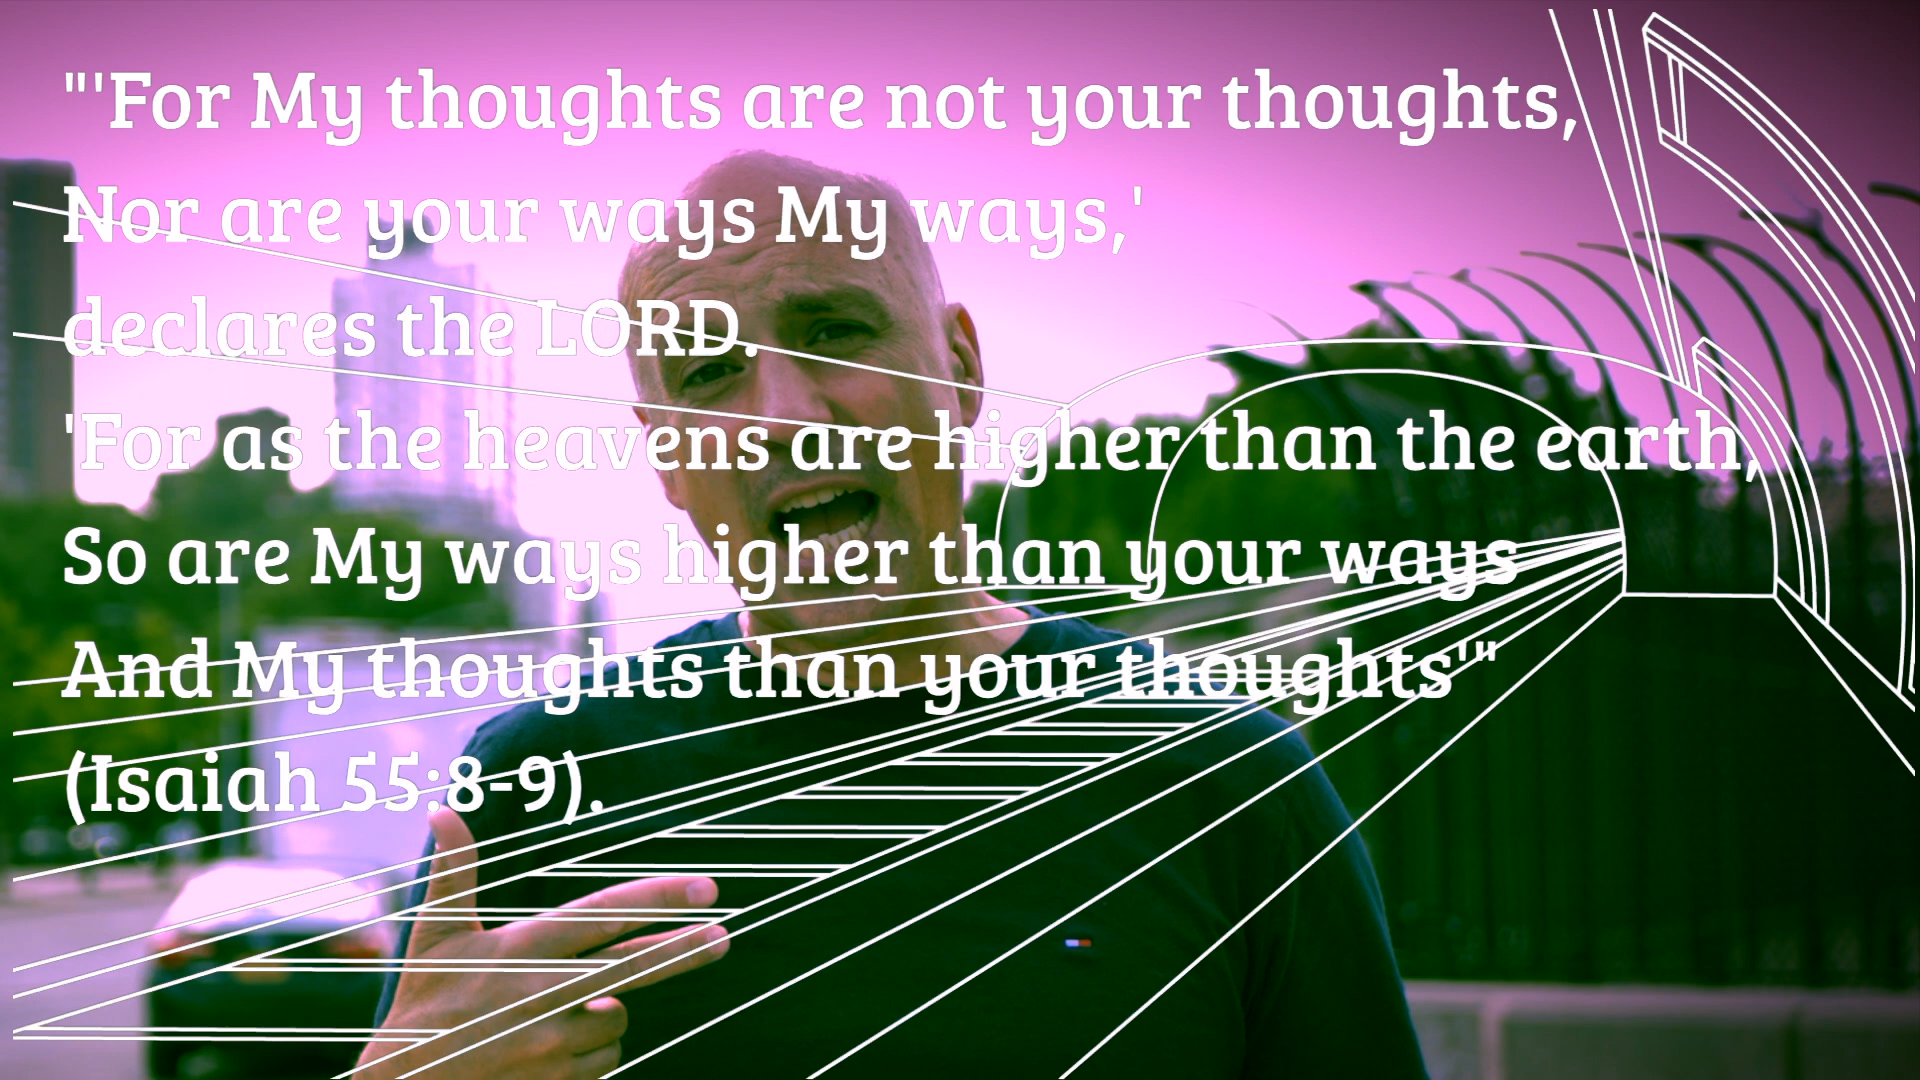 "'For My thoughts are not your thoughts,
Nor are your ways My ways,'
declares the LORD.
'For as the heavens are higher than the earth,
So are My ways higher than your ways
And My thoughts than your thoughts'"
(Isaiah 55:8-9).